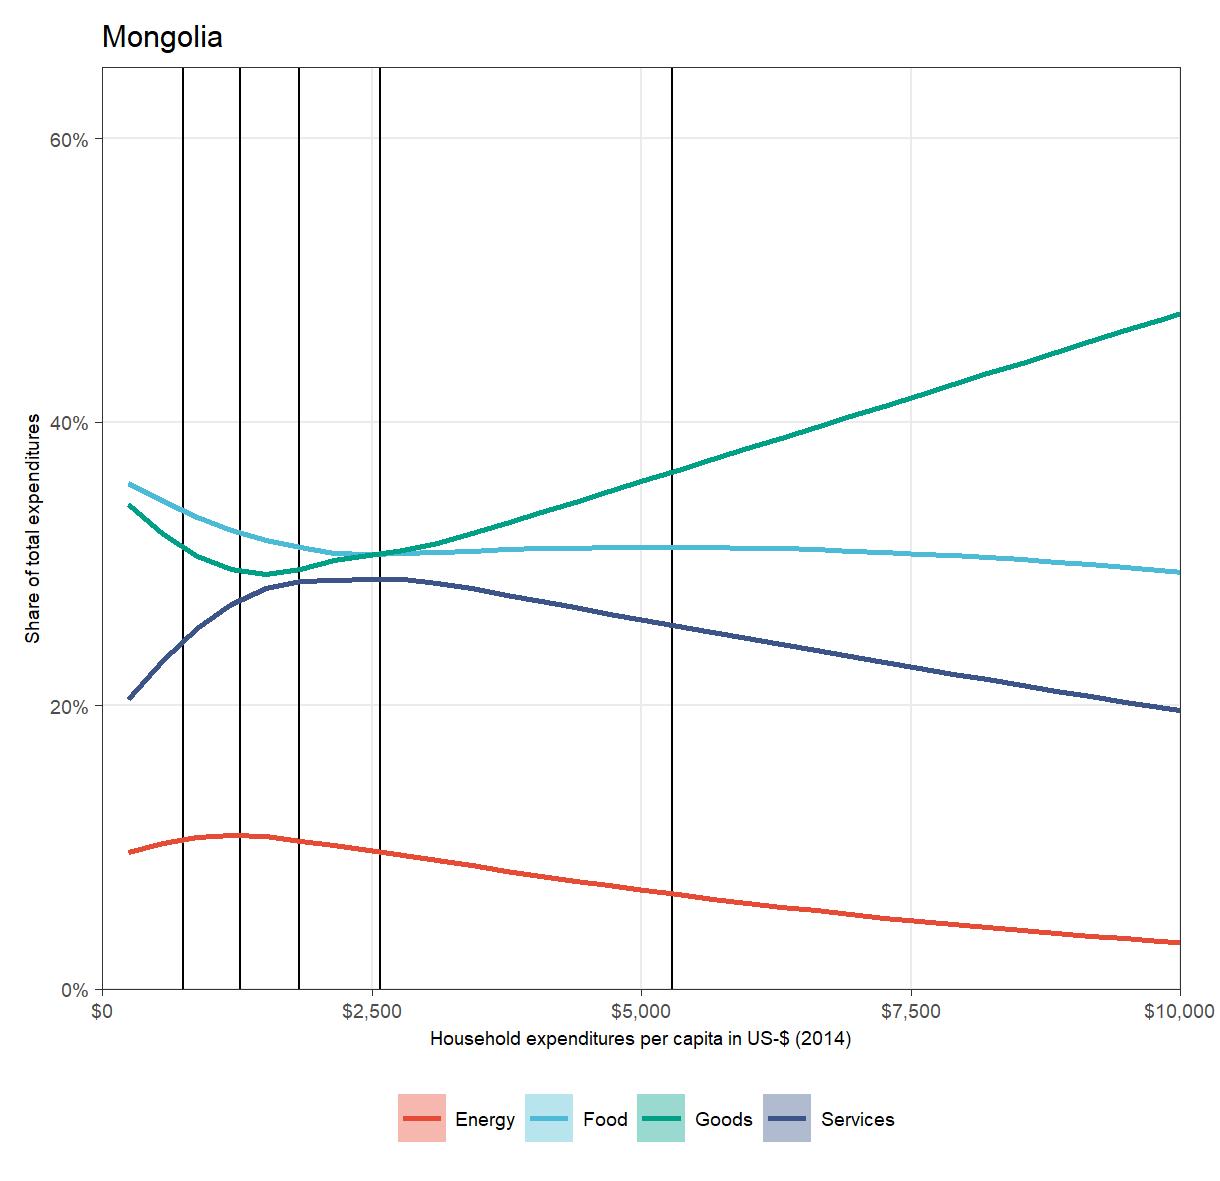 Mongolia
60%
40%
20%
0%
Share of total expenditures
$0 $2,500 $5,000 $7,500 $10,000
Household expenditures per capita in US-$ (2014)
Energy Food Goods Services